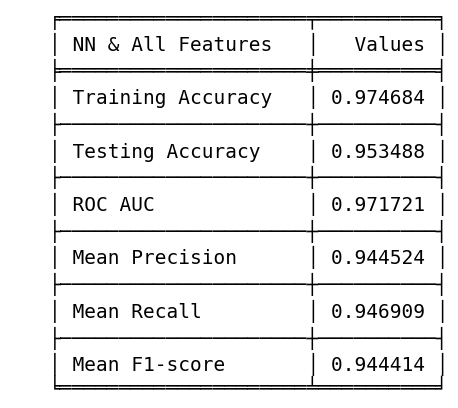 NN & All Features Values
Training Accuracy 0.974684
Testing Accuracy 0.953488
ROC AUC 0.971721
Mean Precision 0.944524
Mean Recall 0.946909
Mean F1-score 0.944414